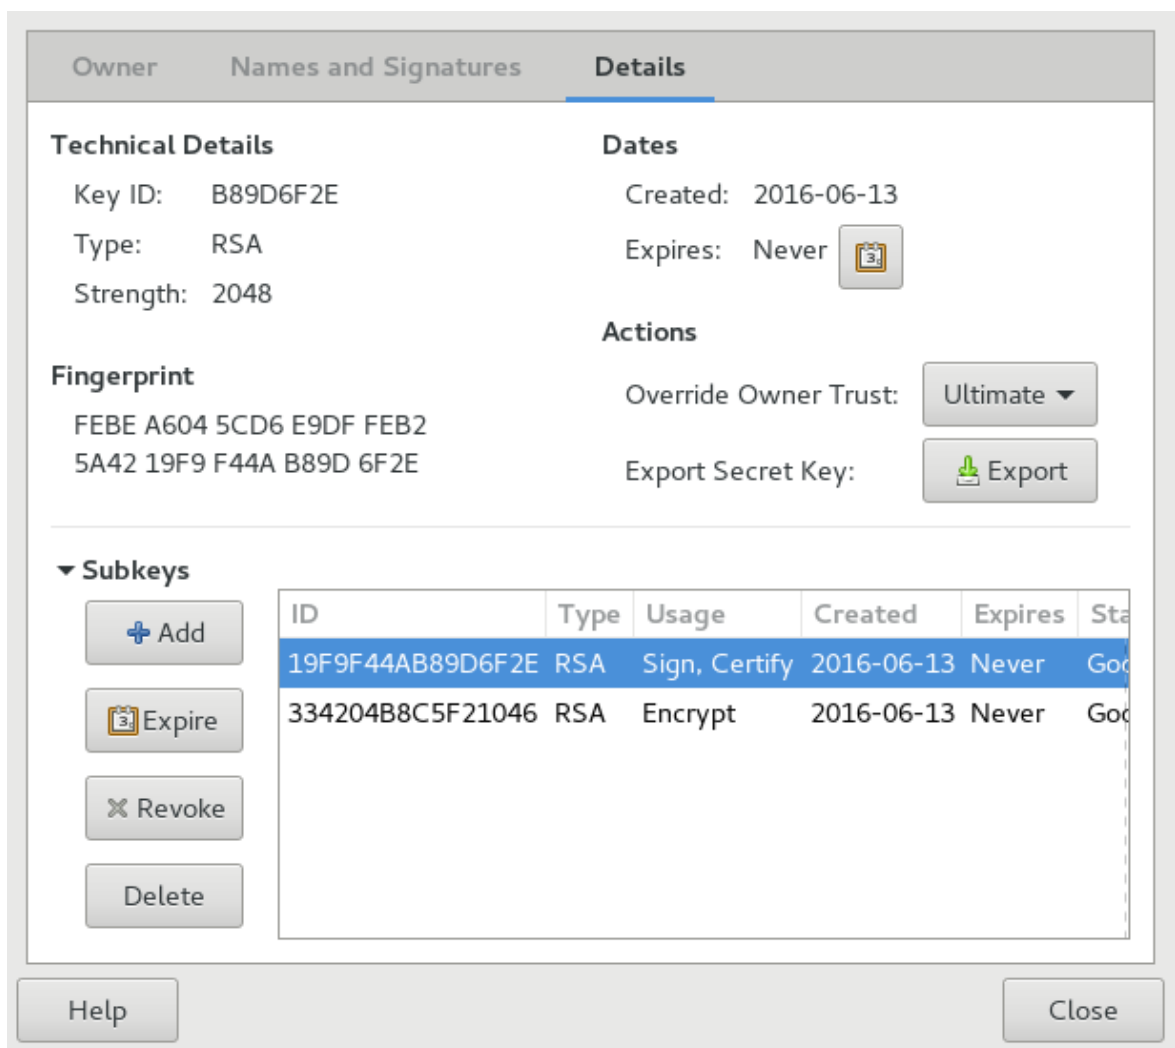 Owner Names and Signatures Details
Technical Details
Key ID: B89D6F2E
Type: RSA
Strength: 2048
Fingerprint
FEBE A604 5CD6 E9DF FEB2
5A42 19F9 F44A B89D 6F2E
Dates
Created: 2016-06-13
Expires: Never
Actions
Override Owner Trust: Ultimate
Export Secret Key: Export
Subkeys
Add
Expire
Revoke
Delete
ID Type Usage Created Expires Sta
19F9F44AB89D6F2E RSA Sign, Certify 2016-06-13 Never Goo
334204B8C5F21046 RSA Encrypt 2016-06-13 Never Goo
Help Close